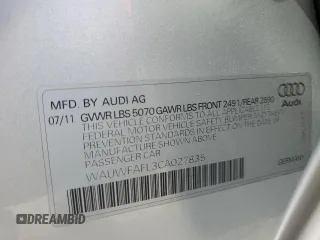 MFD. BY AUDI AG
07/11 GVWR LBS 5070 GAWR LBS FRONT 2491/REAR 2690
THIS VEHICLE CONFORMS TO ALL APPLICABLE U.S.
FEDERAL MOTOR VEHICLE SAFETY, BUMPER AND THEFT
PREVENTION STANDARDS IN EFFECT ON THE DATE OF
MANUFACTURE SHOWN ABOVE
PASSENGER CAR
Audi
WAUWFAFL3CA027835
GERMANY
DREAMBID